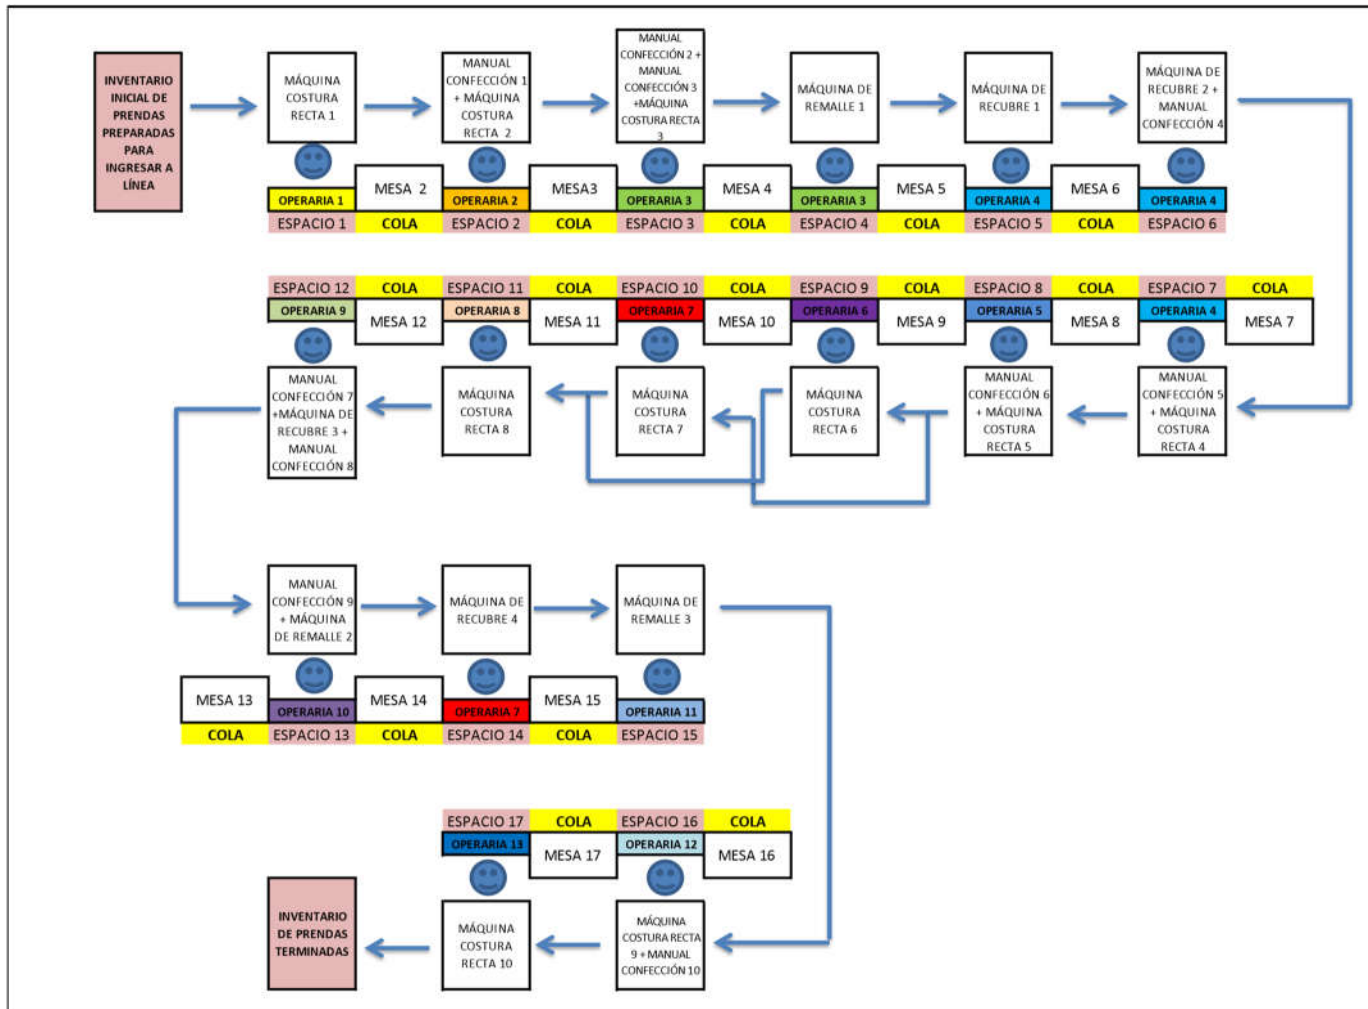 INVENTARIO
INICIAL DE
PRENDAS
PREPARADAS
PARA
INGRESAR A
LÍNEA
MÁQUINA
COSTURA
RECTA 1
MANUAL
CONFECCIÓN 1
+ MÁQUINA
COSTURA
RECTA 2
MANUAL
CONFECCIÓN 2 +
MANUAL
CONFECCIÓN 3
+MÁQUINA
COSTURA RECTA
3
MÁQUINA
DE REMALLE 1
MÁQUINA DE
RECUBRE 1
MÁQUINA DE
RECUBRE 2 +
MANUAL
CONFECCIÓN 4
OPERARIA 1
MESA 2
OPERARIA 2
MESA3
OPERARIA 3
MESA 4
OPERARIA 3
MESA 5
OPERARIA 4
MESA 6
OPERARIA 4
ESPACIO 1
COLA
ESPACIO 2
COLA
ESPACIO 3
COLA
ESPACIO 4
COLA
ESPACIO 5
COLA
ESPACIO 6
ESPACIO 12
COLA
ESPACIO 11
COLA
ESPACIO 10
COLA
ESPACIO 9
COLA
ESPACIO 8
COLA
ESPACIO 7
COLA
OPERARIA 9
MESA 12
OPERARIA 8
MESA 11
OPERARIA 7
MESA 10
OPERARIA 6
MESA 9
OPERARIA 5
MESA 8
OPERARIA 4
MESA 7
MANUAL
CONFECCIÓN 7
+MÁQUINA DE
RECUBRE 3 +
MANUAL
CONFECCIÓN 8
MÁQUINA
COSTURA
RECTA 8
MÁQUINA
COSTURA
RECTA 7
MÁQUINA
COSTURA
RECTA 6
MANUAL
CONFECCIÓN 6
+ MÁQUINA
COSTURA
RECTA 5
MANUAL
CONFECCIÓN 5
+ MÁQUINA
COSTURA
RECTA 4
MANUAL
CONFECCIÓN 9
+ MÁQUINA
DE REMALLE 2
MÁQUINA DE
RECUBRE 4
MÁQUINA DE
REMALLE 3
MESA 13
OPERARIA 10
MESA 14
OPERARIA 7
MESA 15
OPERARIA 11
COLA
ESPACIO 13
COLA
ESPACIO 14
COLA
ESPACIO 15
ESPACIO 17
COLA
ESPACIO 16
COLA
OPERARIA 13
MESA 17
OPERARIA 12
MESA 16
INVENTARIO
DE PRENDAS
TERMINADAS
MÁQUINA
COSTURA
RECTA 10
MÁQUINA
COSTURA RECTA
9 + MANUAL
CONFECCIÓN 10